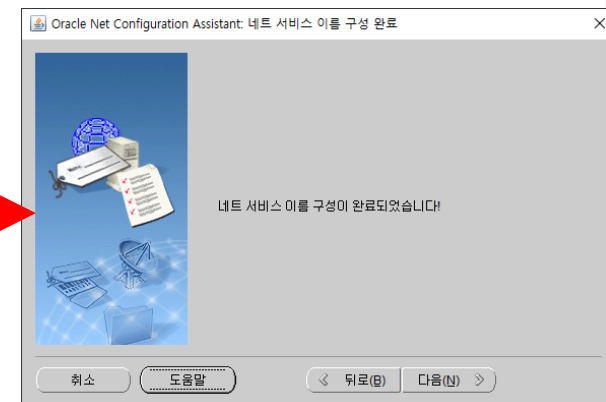 Oracle Net Configuration Assistant: 네트 서비스 이름 구성 완료
네트 서비스 이름 구성이 완료되었습니다!
취소
도움말
뒤로(B)
다음(N)